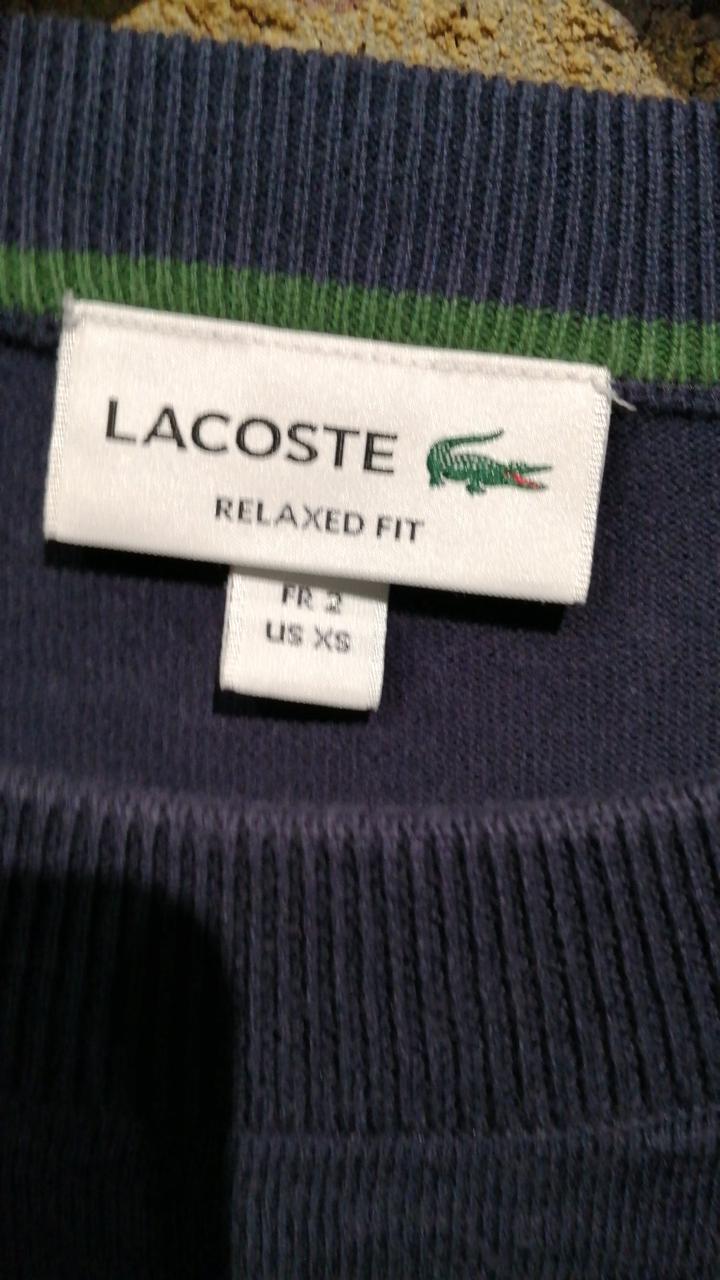 LACOSTE
RELAXED FIT
FR 2
US XS